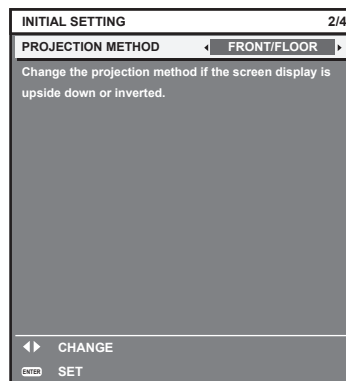 INITIAL SETTING 2/4
PROJECTION METHOD FRONT/FLOOR
Change the projection method if the screen display is
upside down or inverted.
CHANGE
ENTER SET